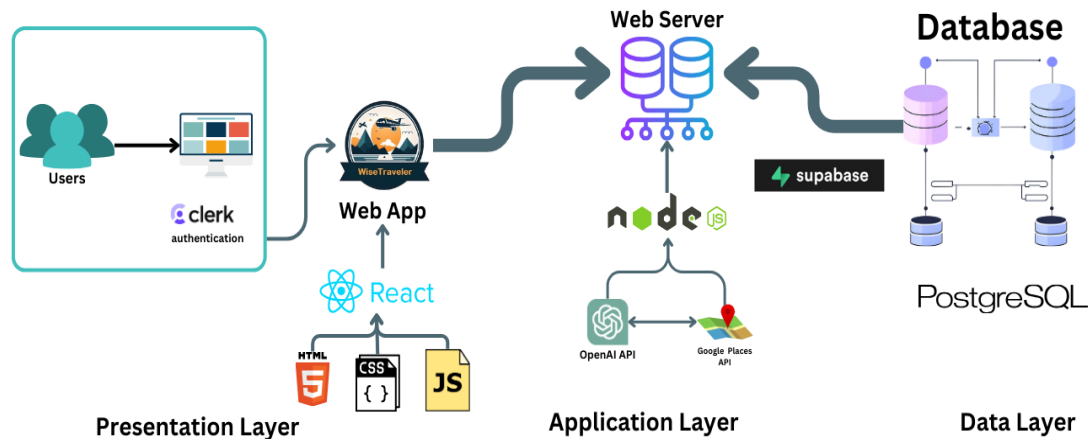 Web Server
Database
Users
clerk
authentication
WiseTraveler
Web App
supabase
node
JS
React
HTML
5
CSS
{ }
JS
OpenAI API
Google Places
API
PostgreSQL
Presentation Layer
Application Layer
Data Layer